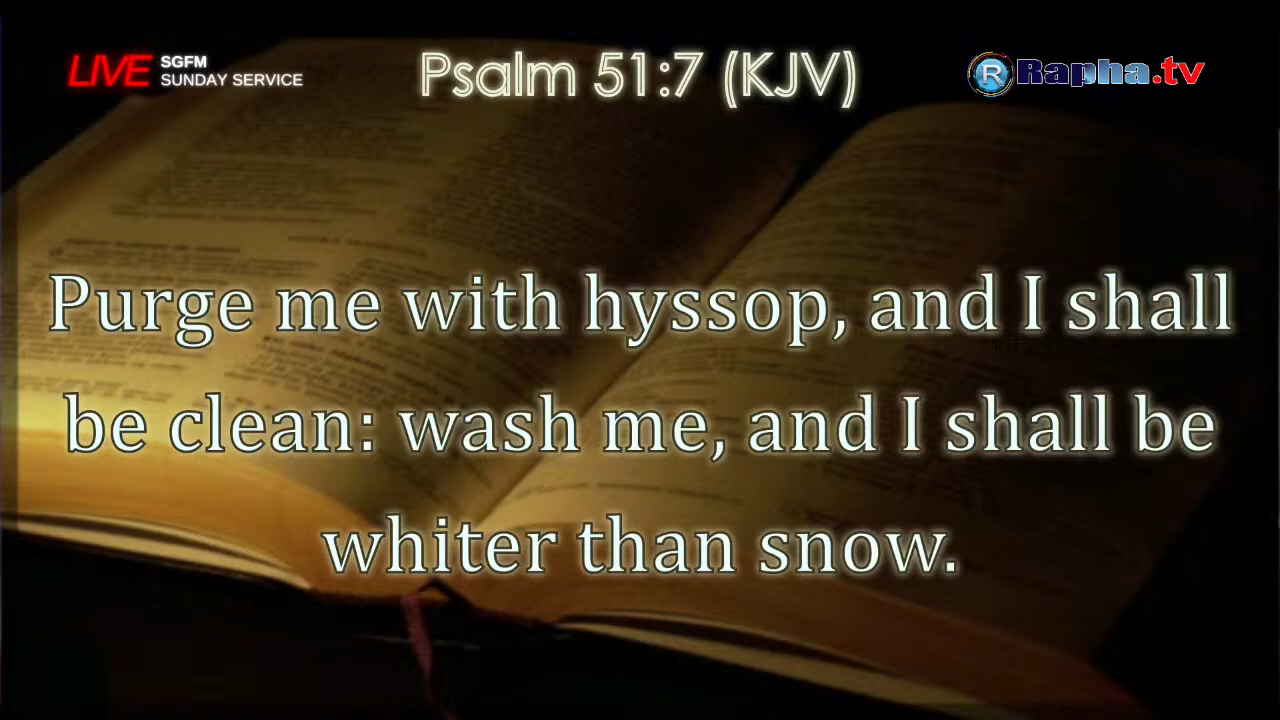 LIVE SGFM
SUNDAY SERVICE
Psalm 51:7 (KJV)
R Rapha.tv
Purge me with hyssop, and I shall
be clean: wash me, and I shall be
whiter than snow.